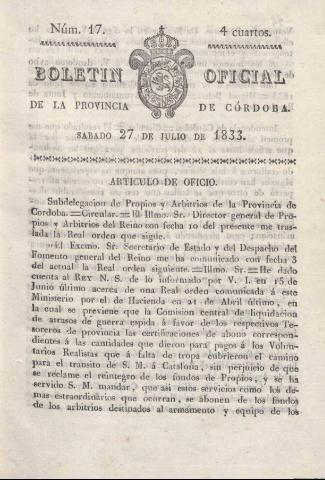 Núm. 17. 4 cuartos.
BOLETIN OFICIAL
DE LA PROVINCIA DE CÓRDOBA.
SABADO 27 DE JULIO DE 1833.
ARTICULO DE OFICIO.
Subdelegacion de Propios y Arbitrios de la Provincia de
Cordoba.=Circular.=El Illmo. Sr. Director general de Pro-
pios y Arbitrios del Reino con fecha 10 del presente me tras-
lada la Real orden que sigue.
El Excmo. Sr. Secretario de Estado y del Despacho del
Fomento general del Reino me ha comunicado con fecha 3
del actual la Real orden siguiente.=Illmo. Sr.=He dado
cuenta al REY N. S. de lo informado por V. I. en 15 de
Junio último acerca de una Real orden comunicada á este
Ministerio por el de Hacienda en 21 de Abril último, en
la cual se previene que la Comision central de liquidacion
de atrasos de guerra espida á favor de los respectivos Te-
soreros de provincia las certificaciones de abono correspon-
dientes á las cantidades que dieron para pagos á los Volun-
tarios Realistas que á falta de tropa cubrieron el camino
para el transito de S. M. á Cataluña, sin perjuicio de que
se reclame el reintegro de los fondos de Propios, y se ha
servido S. M. mandar, que asi estos servicios como los de-
mas estraordinarios que ocurran, se abonen de los fondos
de los arbitrios destinados al armamento y equipo de los